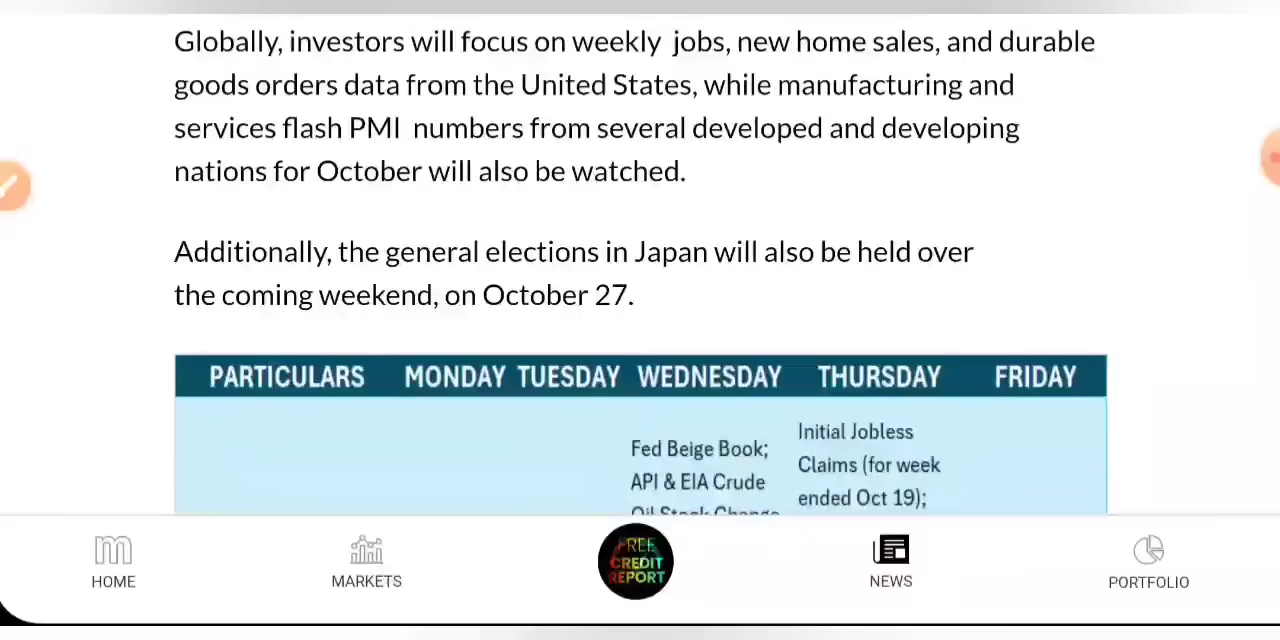 Globally, investors will focus on weekly jobs, new home sales, and durable
goods orders data from the United States, while manufacturing and
services flash PMI numbers from several developed and developing
nations for October will also be watched.
Additionally, the general elections in Japan will also be held over
the coming weekend, on October 27.
PARTICULARS MONDAY TUESDAY WEDNESDAY THURSDAY FRIDAY
Fed Beige Book;
API & EIA Crude
Oil Stock Change
Initial Jobless
Claims (for week
ended Oct 19);
FREE
CREDIT
REPORT
HOME MARKETS NEWS PORTFOLIO